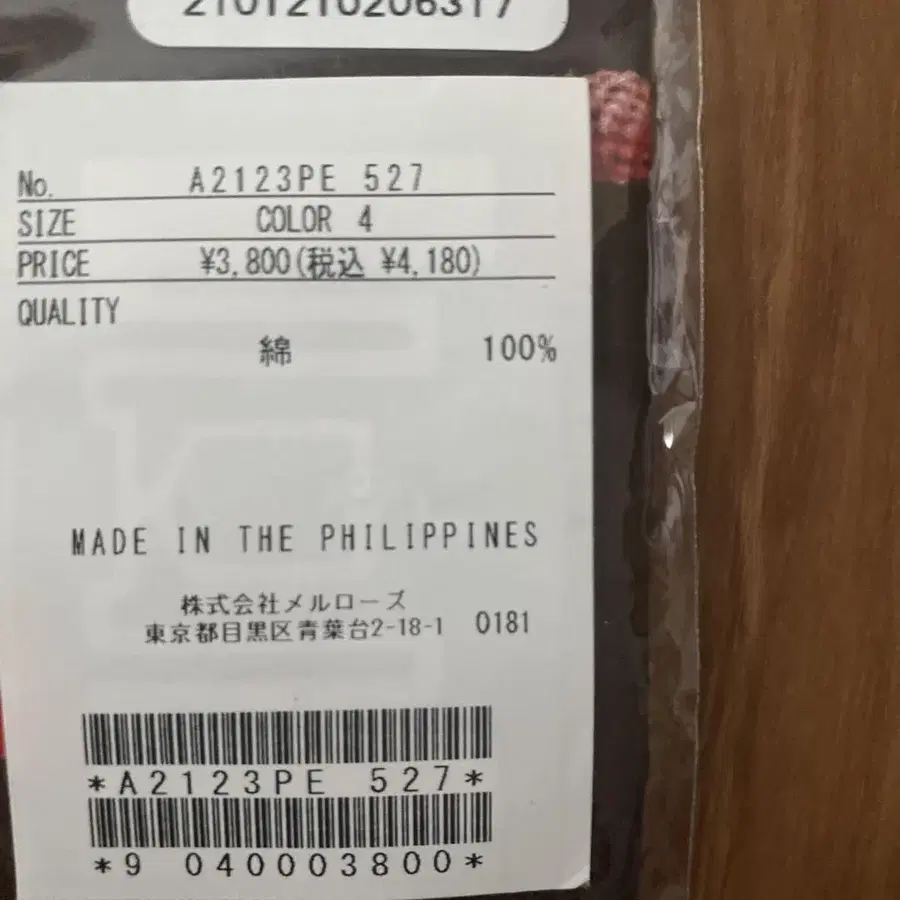 2101210206317
No. A2123PE 527
SIZE COLOR 4
PRICE ¥3,800(税込 ¥4,180)
QUALITY
綿 100%
MADE IN THE PHILIPPINES
株式会社メルローズ
東京都目黒区青葉台2-18-1 0181
*A2123PE 527*
*9 040003800*